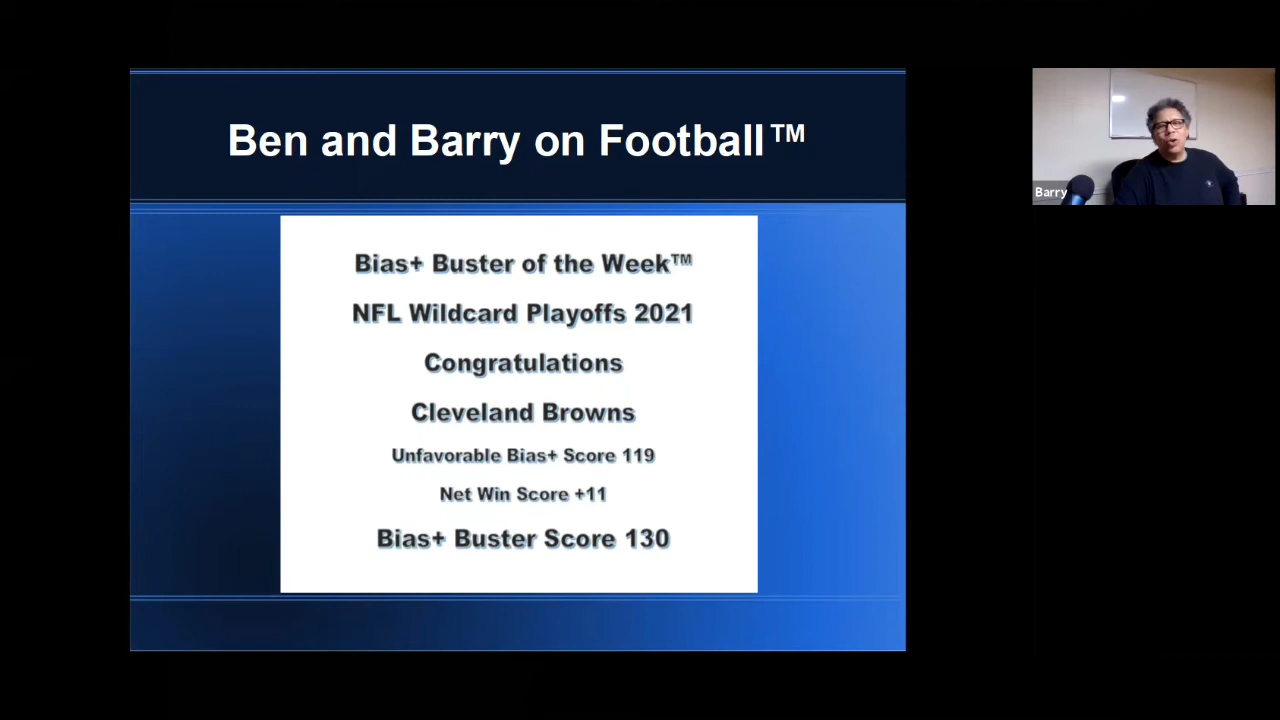 Ben and Barry on Football™
Bias+ Buster of the Week™
NFL Wildcard Playoffs 2021
Congratulations
Cleveland Browns
Unfavorable Bias+ Score 119
Net Win Score +11
Bias+ Buster Score 130
Barry